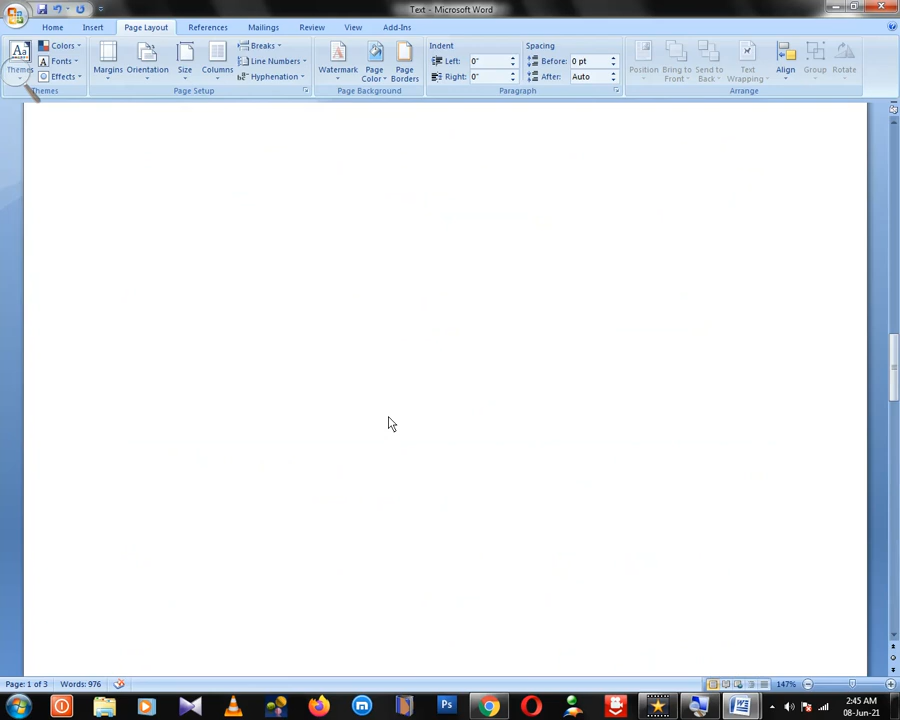 Text - Microsoft Word
Home Insert Page Layout References Mailings Review View Add-Ins
Themes Colors Fonts Effects
Themes
Margins Orientation Size Columns Breaks Line Numbers Hyphenation
Page Setup
Watermark Page Color Page Borders
Page Background
Indent Spacing
Left: 0" Before: 0 pt
Right: 0" After: Auto
Paragraph
Position Bring to Front Send to Back Text Wrapping Align Group Rotate
Arrange
Page: 1 of 3 Words: 976 147%
Ps W
2:45 AM
08-Jun-21